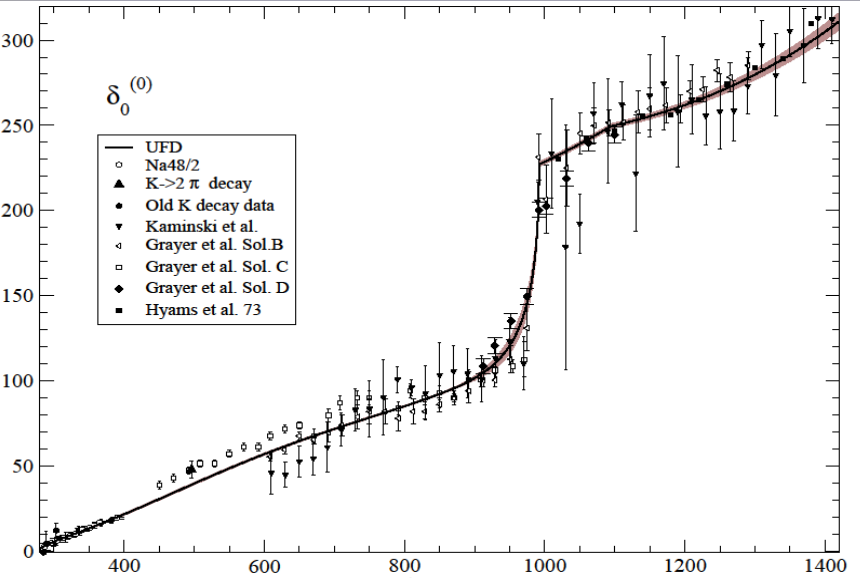 300
250
200
150
100
50
0
δ₀⁽⁰⁾
UFD
Na48/2
K->2 π decay
Old K decay data
Kaminski et al.
Grayer et al. Sol.B
Grayer et al. Sol. C
Grayer et al. Sol. D
Hyams et al. 73
400 600 800 1000 1200 1400